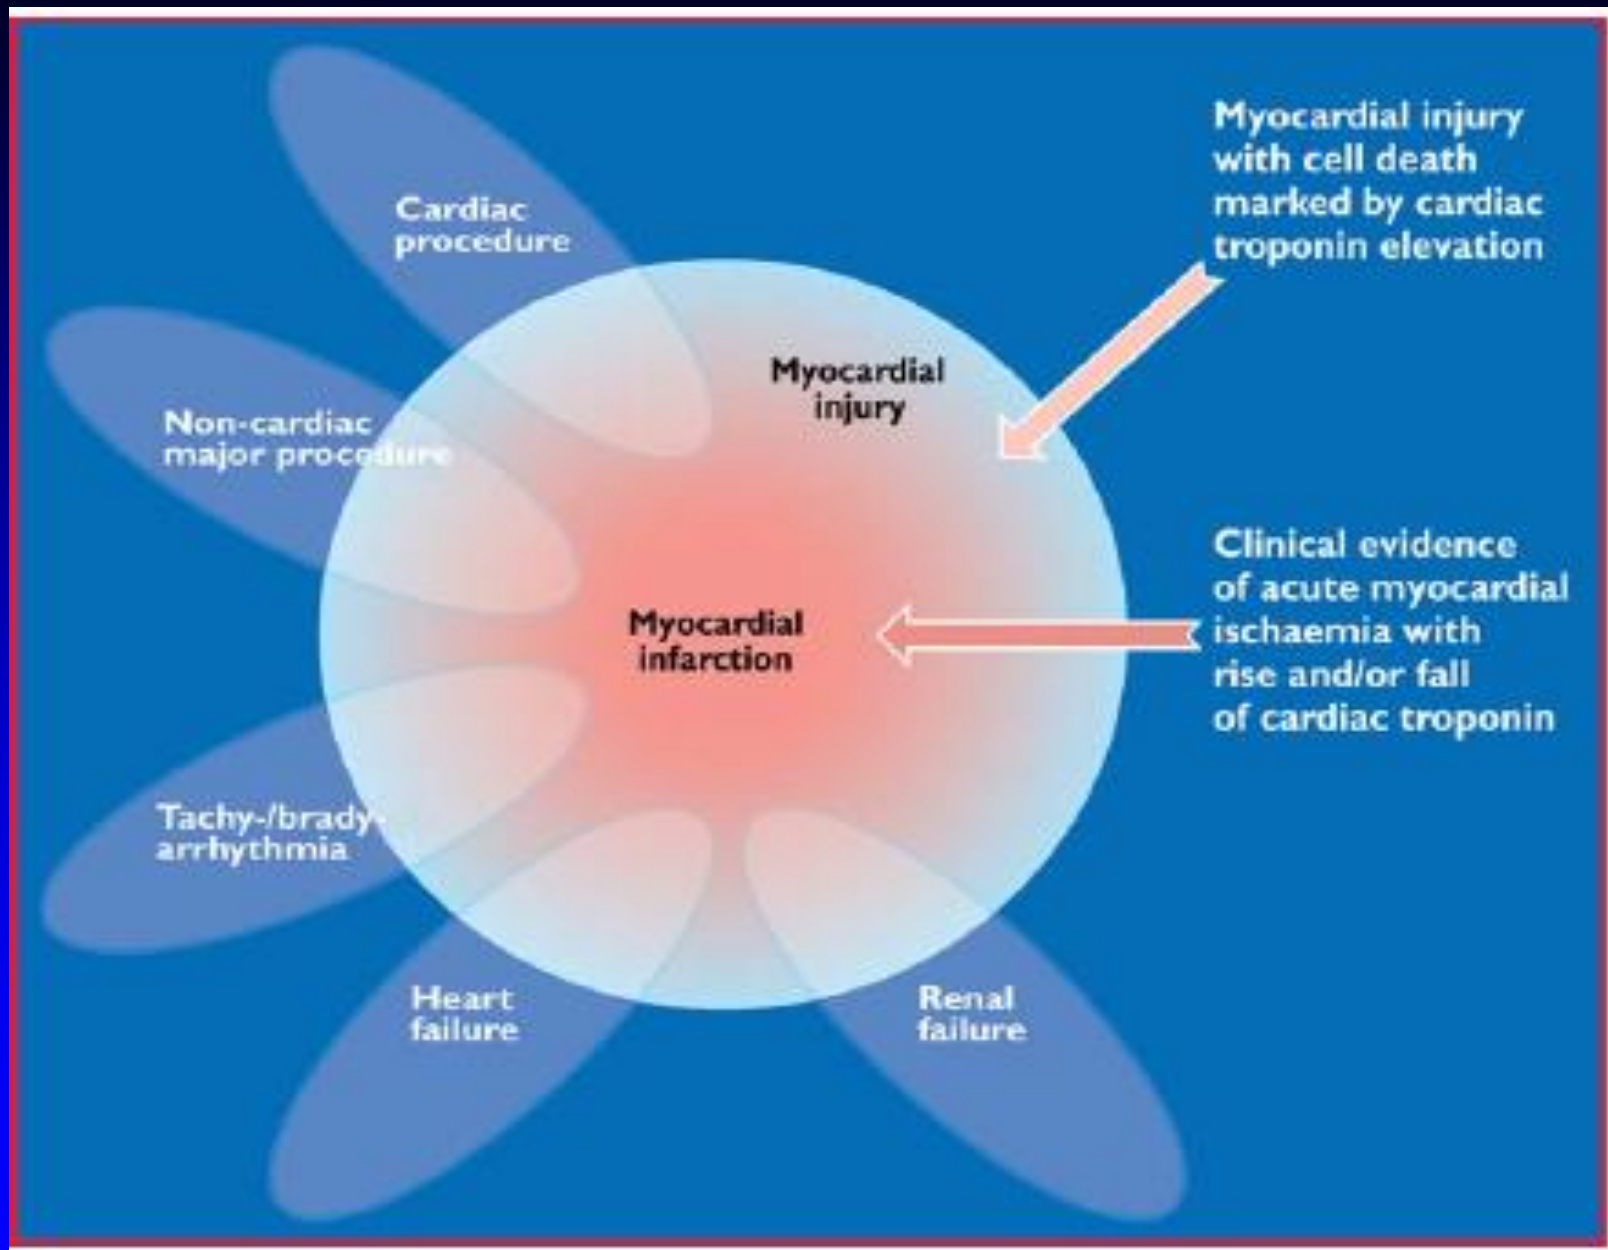 Cardiac
procedure
Myocardial injury
with cell death
marked by cardiac
troponin elevation
Non-cardiac
major procedure
Myocardial
injury
Myocardial
infarction
Clinical evidence
of acute myocardial
ischaemia with
rise and/or fall
of cardiac troponin
Tachy-/brady-
arrhythmia
Heart
failure
Renal
failure